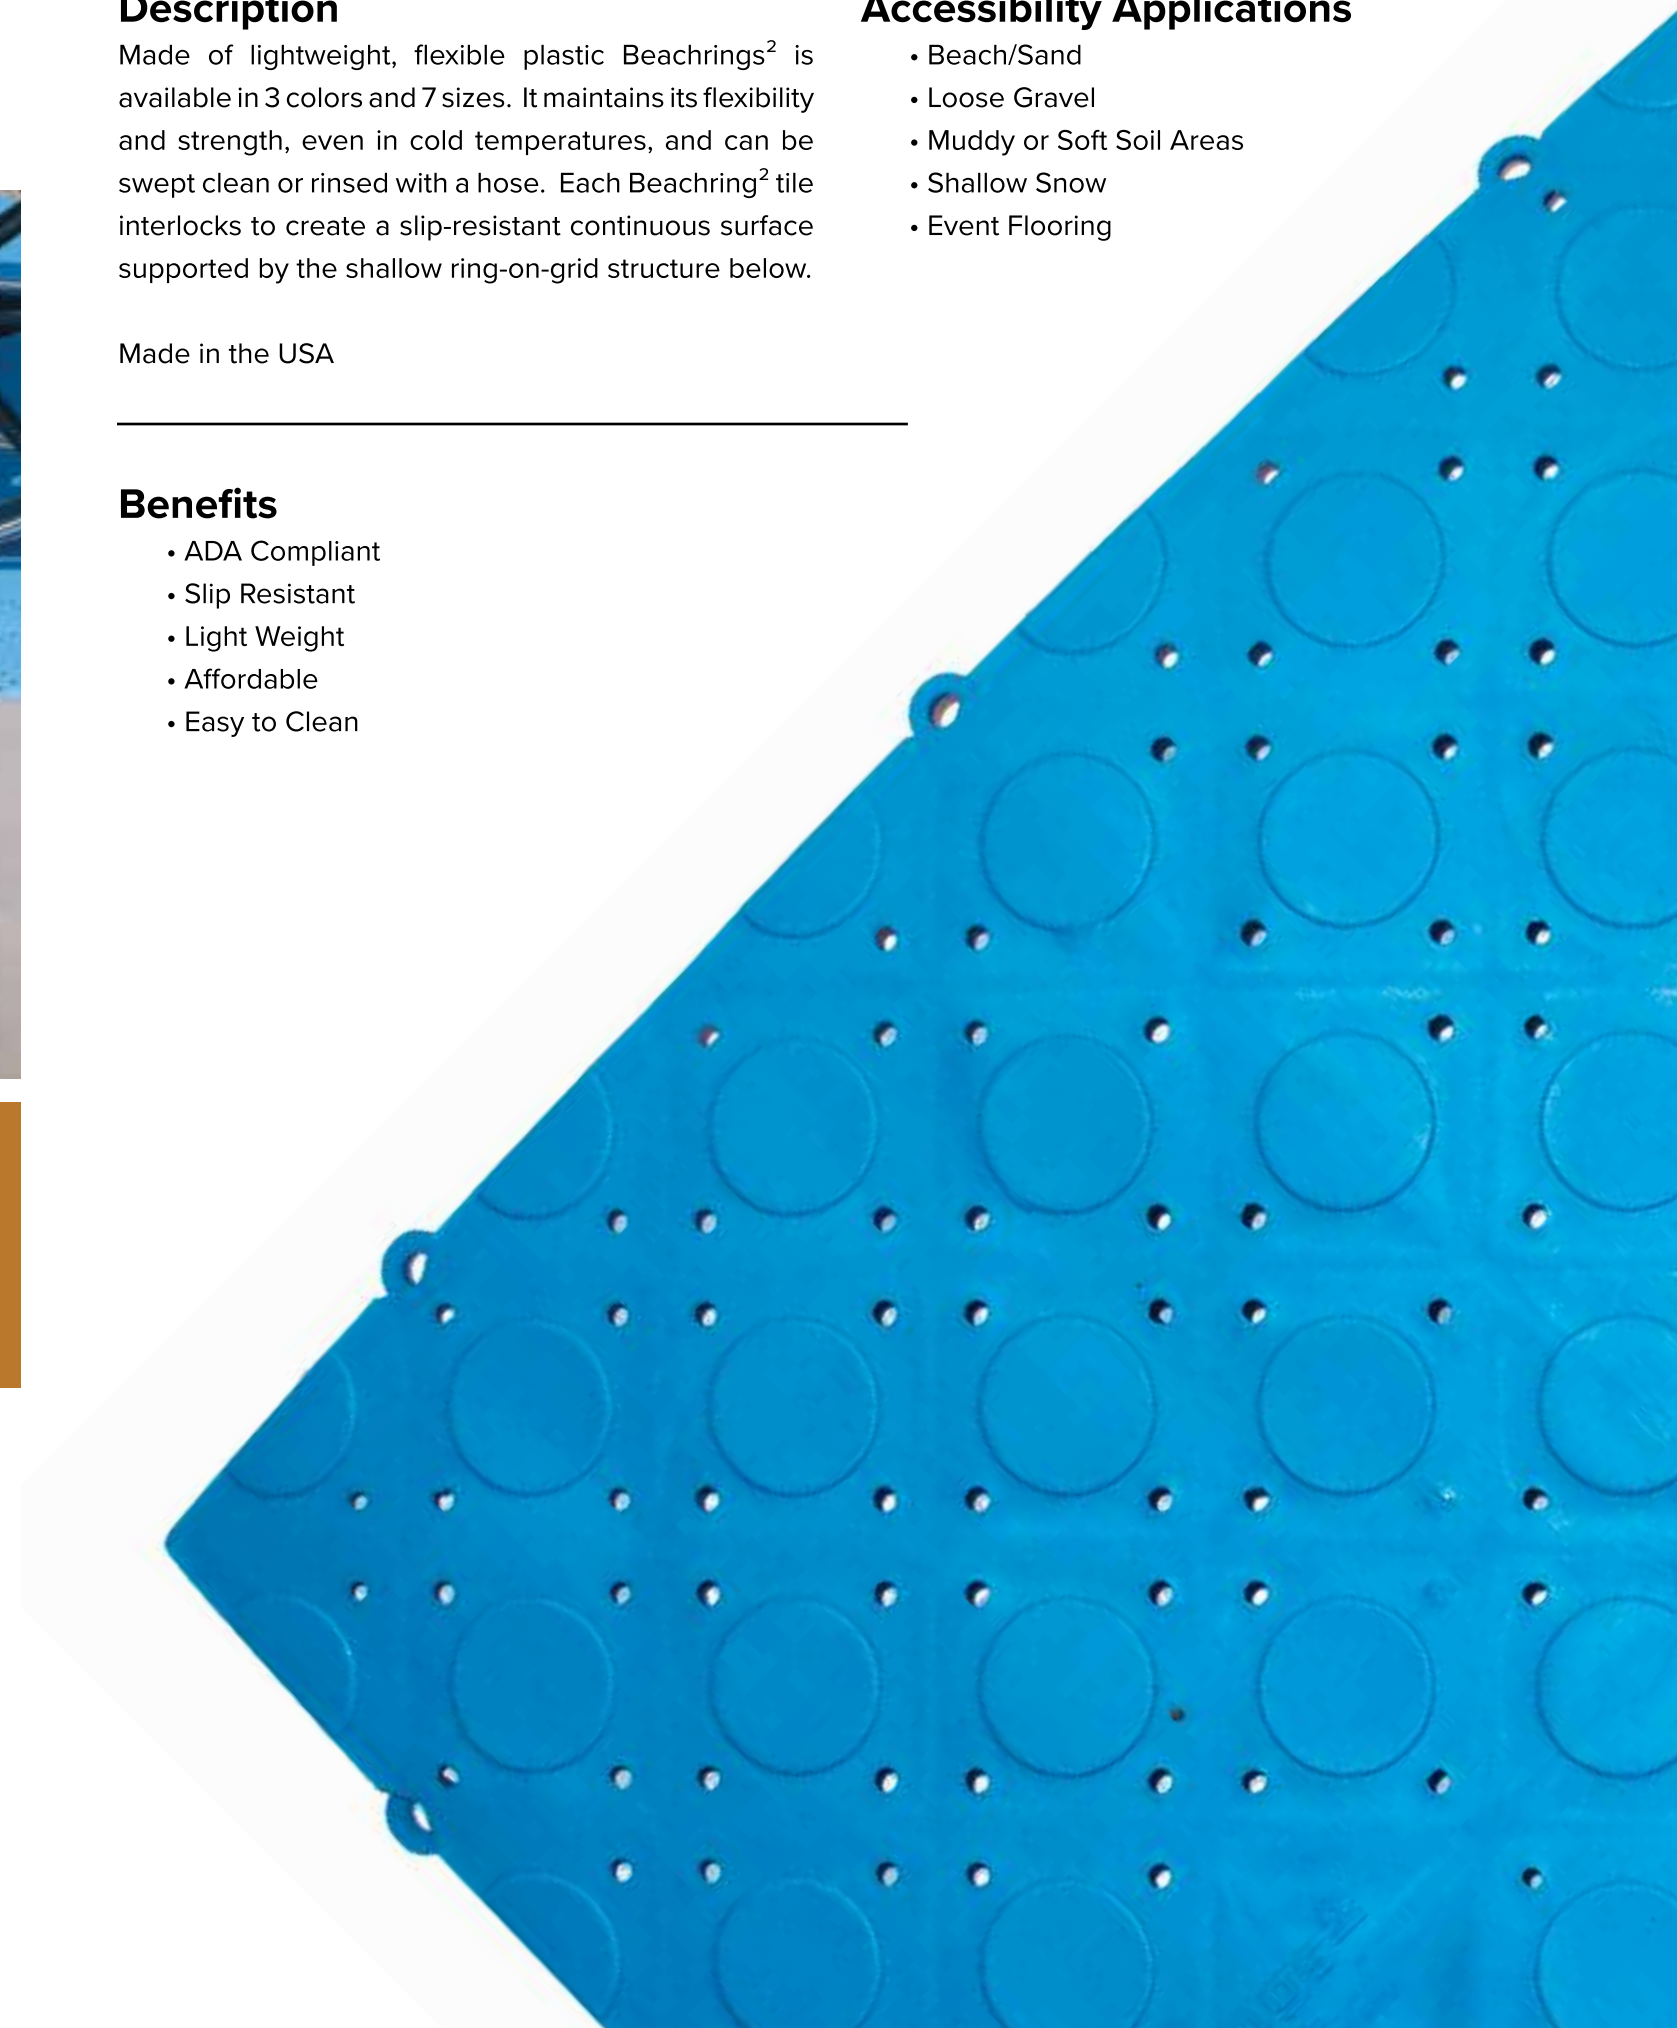 Description
Made of lightweight, flexible plastic Beachrings² is
available in 3 colors and 7 sizes. It maintains its flexibility
and strength, even in cold temperatures, and can be
swept clean or rinsed with a hose. Each Beachring² tile
interlocks to create a slip-resistant continuous surface
supported by the shallow ring-on-grid structure below.
Made in the USA
Benefits
• ADA Compliant
• Slip Resistant
• Light Weight
• Affordable
• Easy to Clean
Accessibility Applications
• Beach/Sand
• Loose Gravel
• Muddy or Soft Soil Areas
• Shallow Snow
• Event Flooring